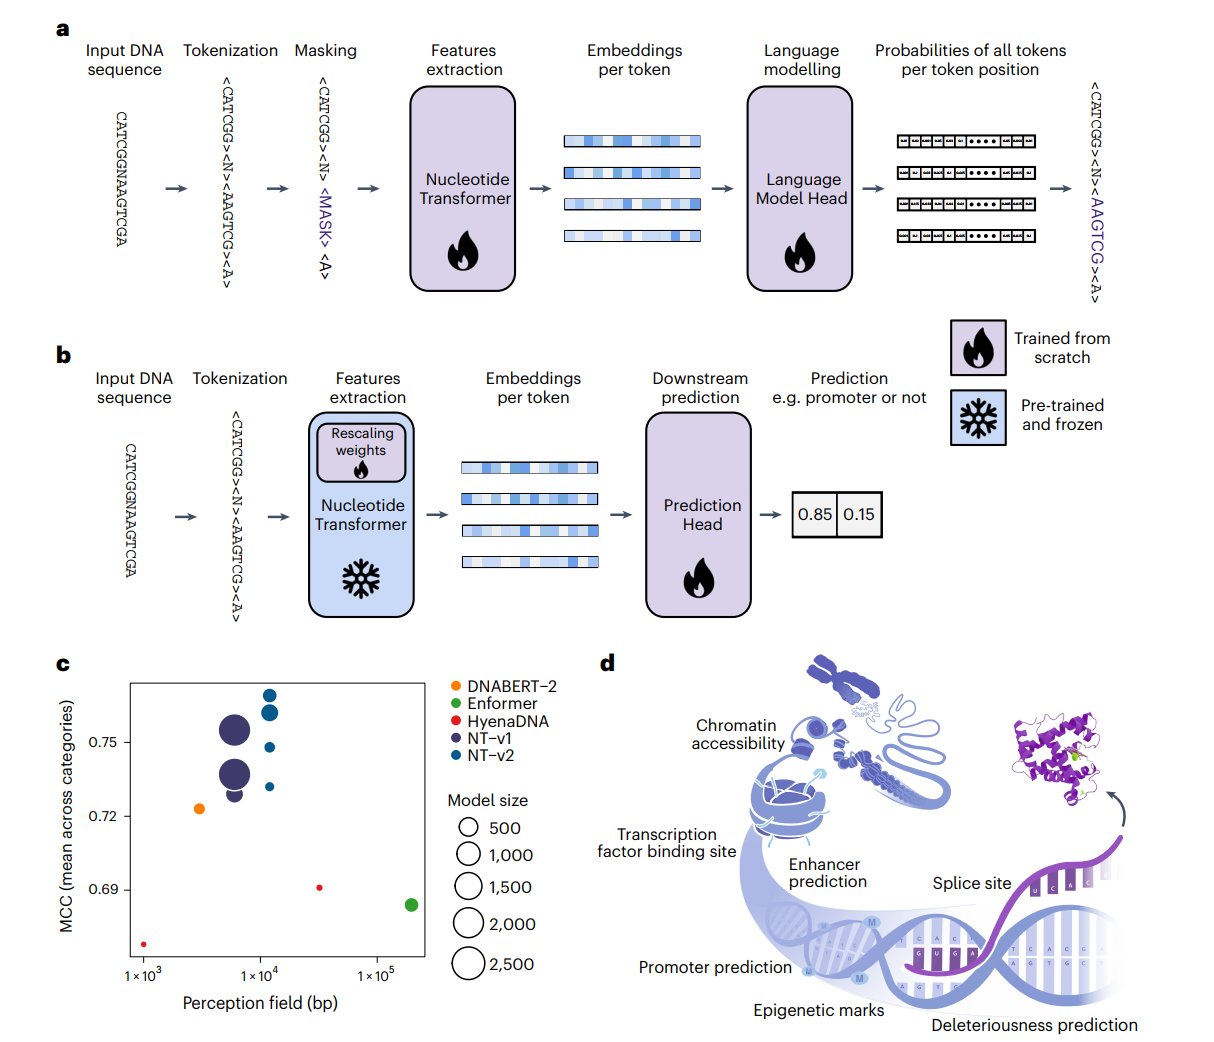 a
Input DNA
sequence
Tokenization
Masking
Features
extraction
Embeddings
per token
Language
modelling
Probabilities of all tokens
per token position
CATCGGNAAGTCGA
<CATCGG><N><AAGTCG><A>
<CATCGG><N> <MASK> <A>
Nucleotide
Transformer
Language
Model Head
<CATCGG><N><AAGTCG><A>
Trained from
scratch
Pre-trained
and frozen
b
Input DNA
sequence
Tokenization
Features
extraction
Embeddings
per token
Downstream
prediction
Prediction
e.g. promoter or not
CATCGGNAAGTCGA
<CATCGG><N><AAGTCG><A>
Rescaling
weights
Nucleotide
Transformer
Prediction
Head
0.85 0.15
c
MCC (mean across categories)
0.75
0.72
0.69
1 × 10³
1 × 10⁴
1 × 10⁵
Perception field (bp)
DNABERT-2
Enformer
HyenaDNA
NT-v1
NT-v2
Model size
500
1,000
1,500
2,000
2,500
d
Chromatin
accessibility
Transcription
factor binding site
Enhancer
prediction
Splice site
Promoter prediction
Epigenetic marks
Deleteriousness prediction
M
M
M
M
U C A C
T C A C
G U G A
A G T
T C A C G
A G T G C